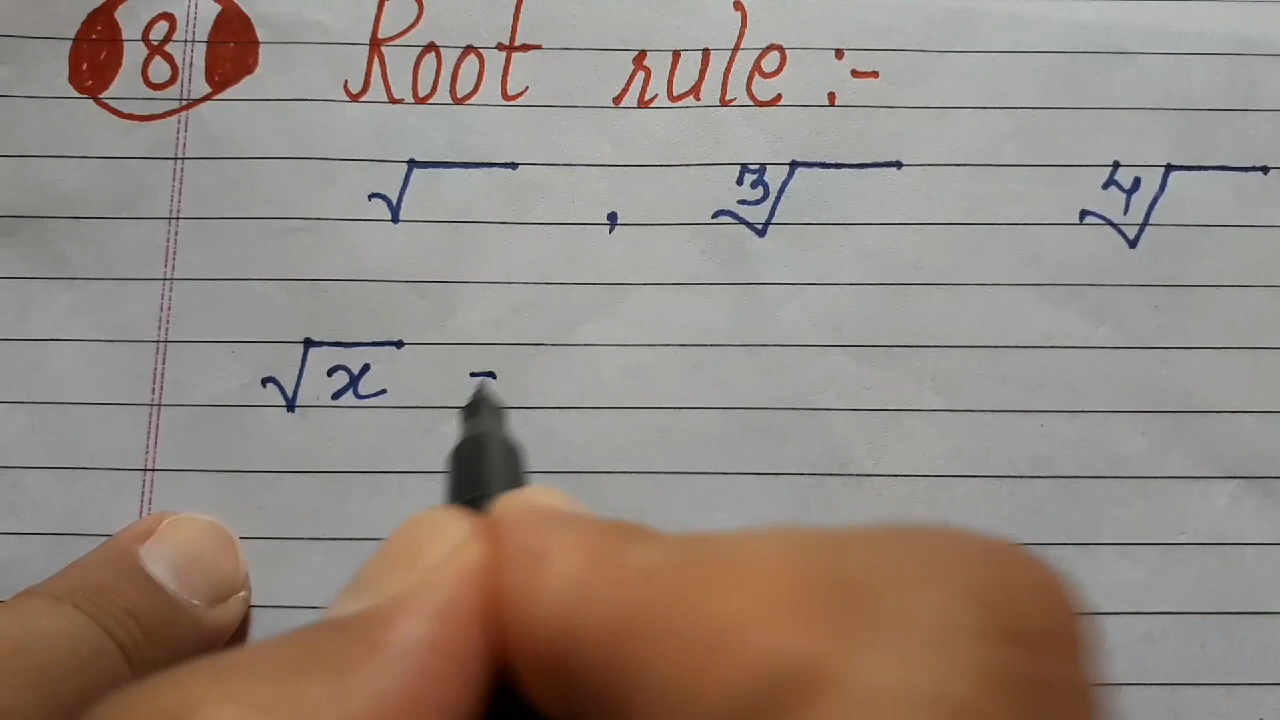 8 Root rule :-
√ , ∛ ∜
√x -